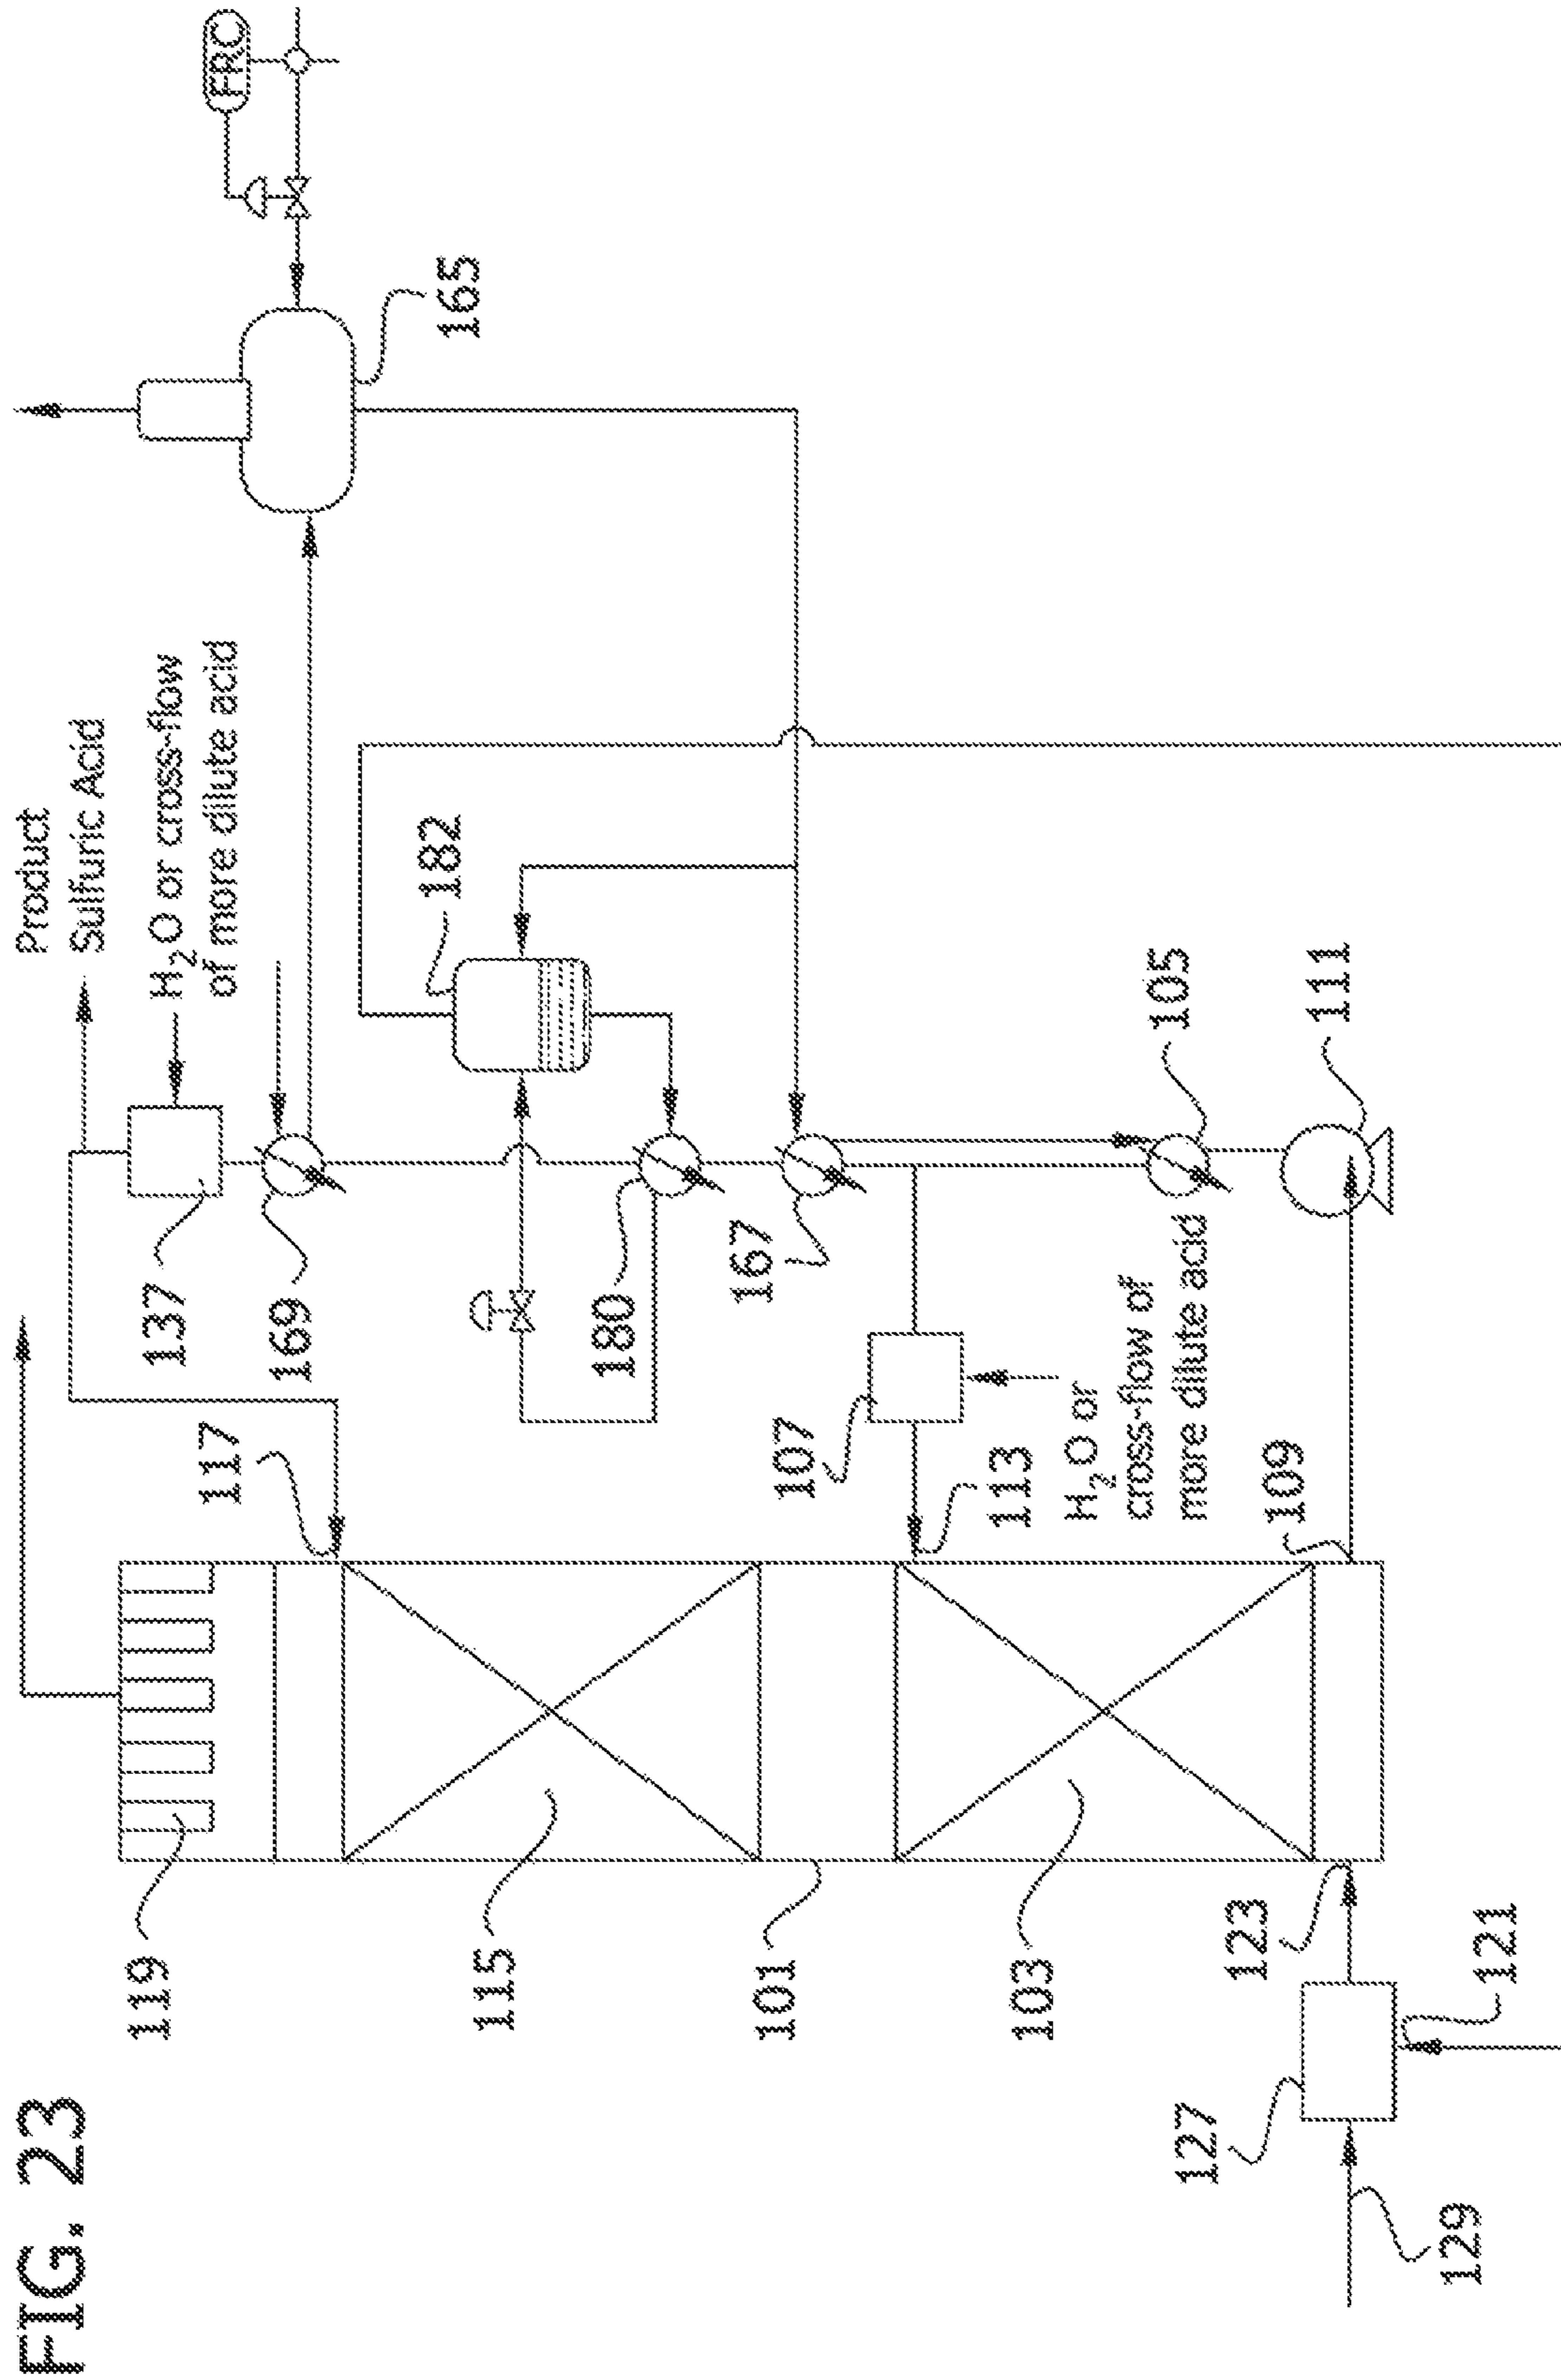 FIG. 23
119
115
101
103
123
121
127
129
117
113
109
107
H₂O or
cross-flow of
more dilute acid
137
169
180
167
182
105
111
Product
Sulfuric Acid
H₂O or cross-flow
of more dilute acid
165
FRC